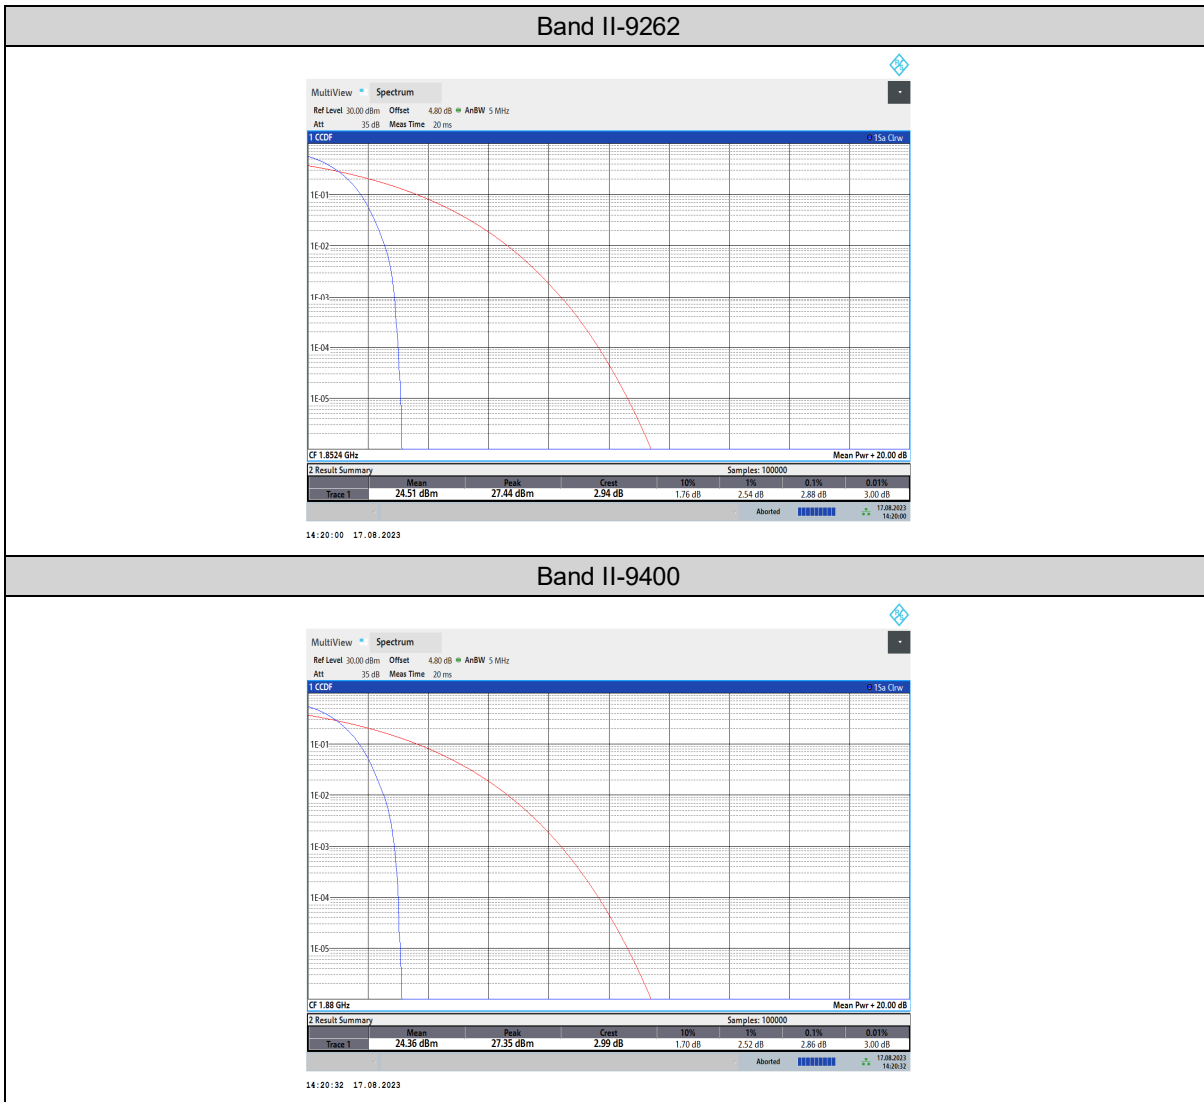 Band II-9262
MultiView Spectrum
Ref Level 30.00 dBm Offset 4.80 dB AnBW 5 MHz
Att 35 dB Meas Time 20 ms
1 CCDF 1Sa Clrw
1E-01
1E-02
1E-03
1E-04
1E-05
CF 1.8524 GHz Mean Pwr + 20.00 dB
2 Result Summary Samples: 100000
Mean Peak Crest 10% 1% 0.1% 0.01%
Trace 1 24.51 dBm 27.44 dBm 2.94 dB 1.76 dB 2.54 dB 2.88 dB 3.00 dB
Aborted 17.08.2023
14:20:00
14:20:00 17.08.2023
Band II-9400
MultiView Spectrum
Ref Level 30.00 dBm Offset 4.80 dB AnBW 5 MHz
Att 35 dB Meas Time 20 ms
1 CCDF 1Sa Clrw
1E-01
1E-02
1E-03
1E-04
1E-05
CF 1.88 GHz Mean Pwr + 20.00 dB
2 Result Summary Samples: 100000
Mean Peak Crest 10% 1% 0.1% 0.01%
Trace 1 24.36 dBm 27.35 dBm 2.99 dB 1.70 dB 2.52 dB 2.86 dB 3.00 dB
Aborted 17.08.2023
14:20:32
14:20:32 17.08.2023